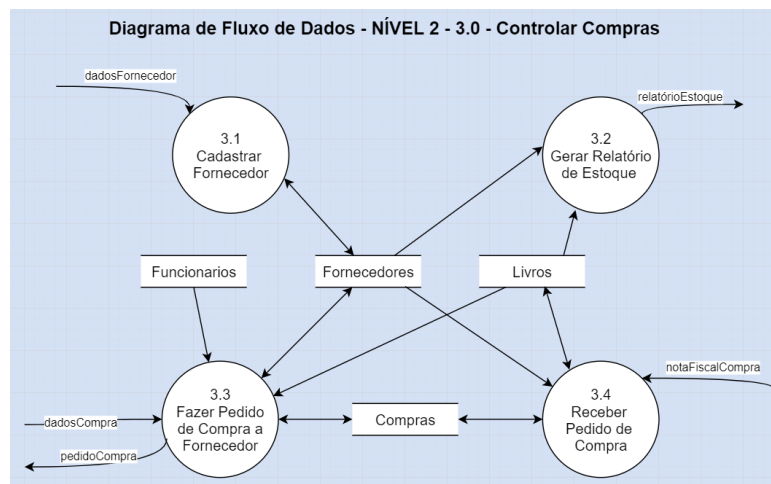 Diagrama de Fluxo de Dados - NÍVEL 2 - 3.0 - Controlar Compras
dadosFornecedor
relatórioEstoque
3.1
Cadastrar
Fornecedor
3.2
Gerar Relatório
de Estoque
Funcionarios
Fornecedores
Livros
3.3
Fazer Pedido
de Compra a
Fornecedor
dadosCompra
pedidoCompra
Compras
3.4
Receber
Pedido de
Compra
notaFiscalCompra